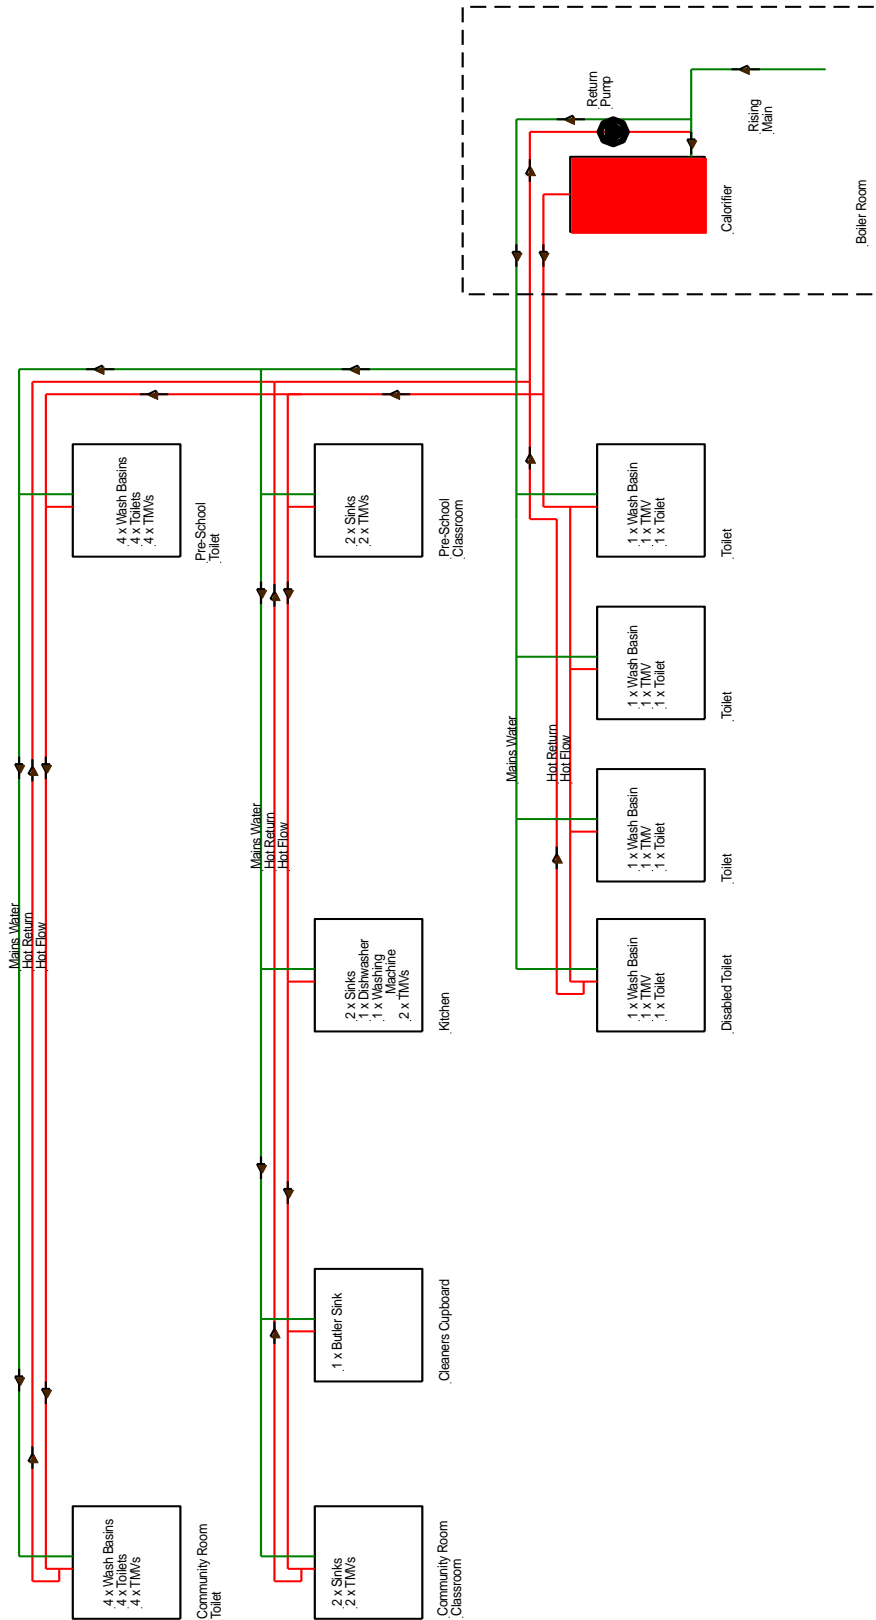 Rising
Main
Return
Pump
Calorifier
Boiler Room
4 x Wash Basins
4 x Toilets
4 x TMVs
Pre-School
Toilet
Mains Water
Hot Return
Hot Flow
4 x Wash Basins
4 x Toilets
4 x TMVs
Community Room
Toilet
2 x Sinks
2 x TMVs
Pre-School
Classroom
Mains Water
Hot Return
Hot Flow
2 x Sinks
1 x Dishwasher
1 x Washing
Machine
2 x TMVs
Kitchen
1 x Butler Sink
Cleaners Cupboard
2 x Sinks
2 x TMVs
Community Room
Classroom
1 x Wash Basin
1 x TMV
1 x Toilet
Toilet
1 x Wash Basin
1 x TMV
1 x Toilet
Toilet
Mains Water
Hot Return
Hot Flow
1 x Wash Basin
1 x TMV
1 x Toilet
Toilet
1 x Wash Basin
1 x TMV
1 x Toilet
Disabled Toilet